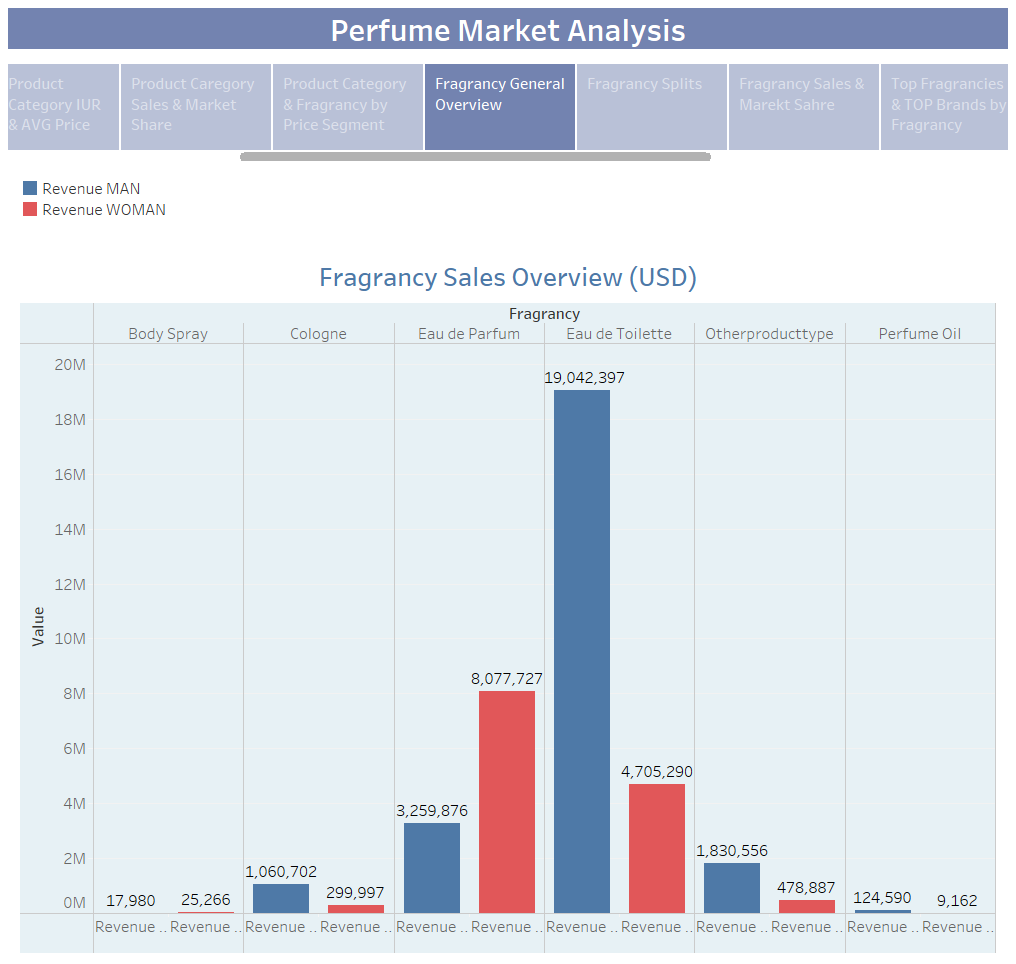 Perfume Market Analysis
Product
Category IUR
& AVG Price
Product Caregory
Sales & Market
Share
Product Category
& Fragrancy by
Price Segment
Fragrancy General
Overview
Fragrancy Splits
Fragrancy Sales &
Marekt Sahre
Top Fragrancies
& TOP Brands by
Fragrancy
Revenue MAN
Revenue WOMAN
Fragrancy Sales Overview (USD)
Fragrancy
Body Spray Cologne Eau de Parfum Eau de Toilette Otherproducttype Perfume Oil
Value
20M
18M
16M
14M
12M
10M
8M
6M
4M
2M
0M
17,980 25,266 1,060,702 299,997 3,259,876 8,077,727 19,042,397 4,705,290 1,830,556 478,887 124,590 9,162
Revenue .. Revenue .. Revenue .. Revenue .. Revenue .. Revenue .. Revenue .. Revenue .. Revenue .. Revenue .. Revenue .. Revenue ..